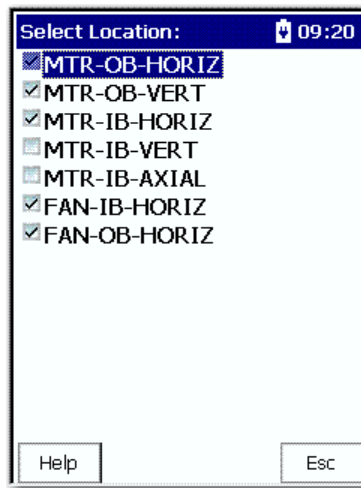 Select Location: 09:20
MTR-OB-HORIZ
MTR-OB-VERT
MTR-IB-HORIZ
MTR-IB-VERT
MTR-IB-AXIAL
FAN-IB-HORIZ
FAN-OB-HORIZ
Help Esc